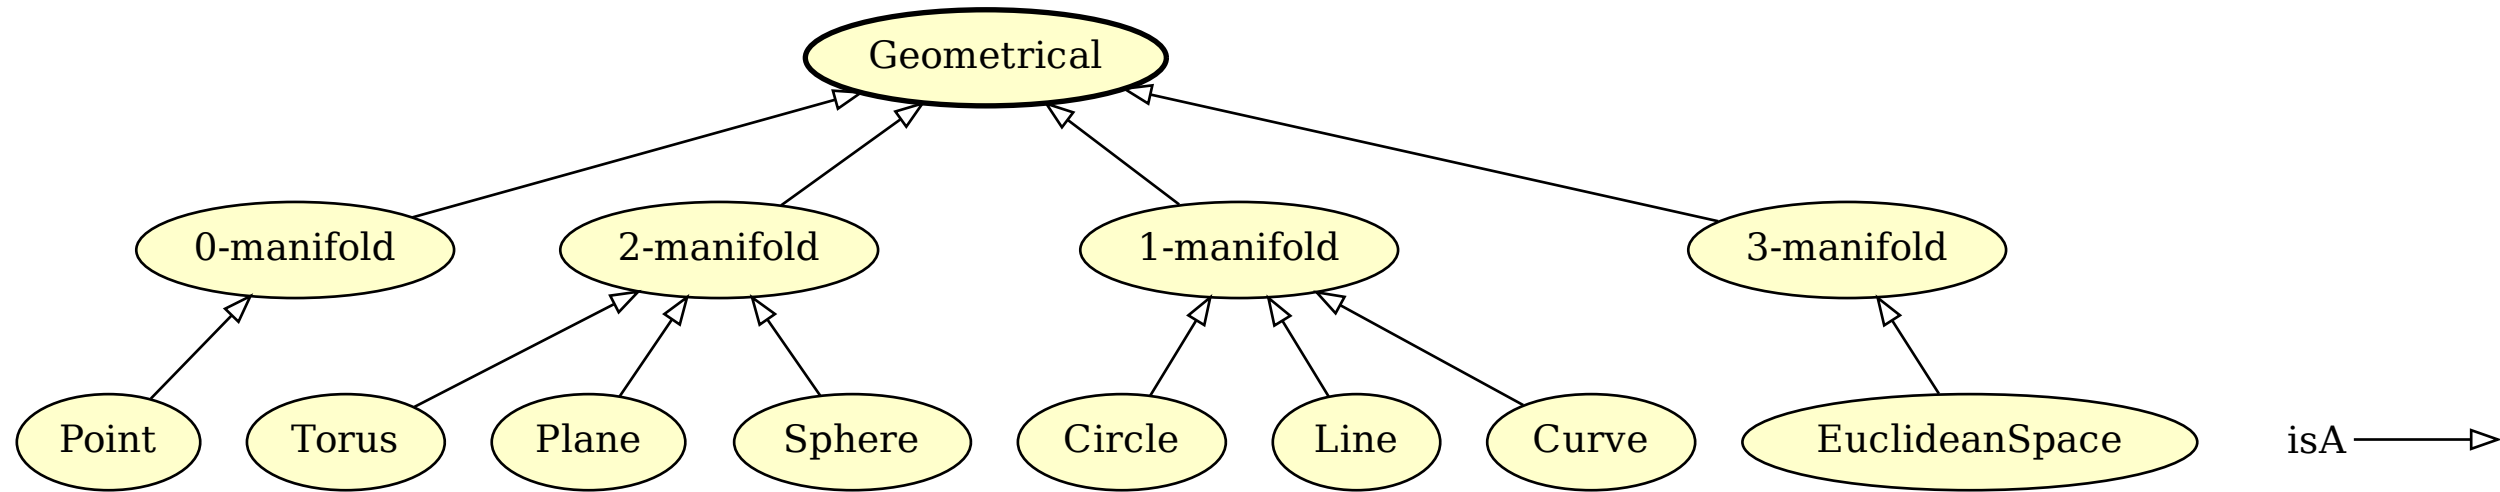 Geometrical
0-manifold
2-manifold
1-manifold
3-manifold
Point
Torus
Plane
Sphere
Circle
Line
Curve
EuclideanSpace
isA